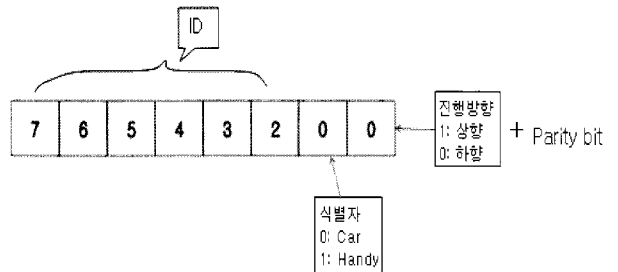 ID
7 6 5 4 3 2 0 0
진행방향
1: 상향
0: 하향
+ Parity bit
식별자
0: Car
1: Handy